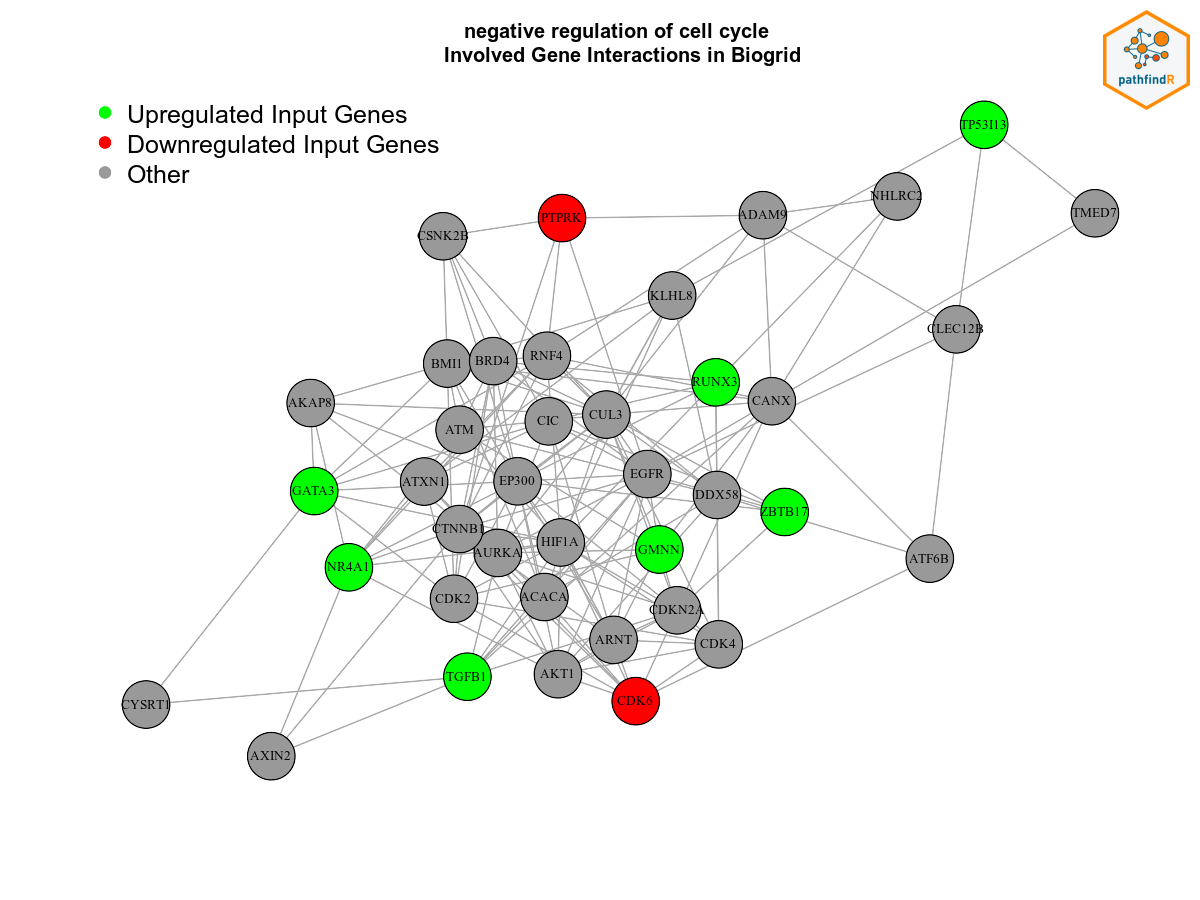 negative regulation of cell cycle
Involved Gene Interactions in Biogrid
pathfindR
Upregulated Input Genes
Downregulated Input Genes
Other
TP53I13
NHLRC2
TMED7
ADAM9
PTPRK
CSNK2B
KLHL8
CLEC12B
RNF4
BRD4
BMI1
RUNX3
CANX
AKAP8
CUL3
CIC
ATM
EGFR
EP300
ATXN1
GATA3
DDX58
ZBTB17
CTNNB1
HIF1A
GMNN
AURKA
ATF6B
NR4A1
CDK2
ACACA
CDKN2A
ARNT
CDK4
AKT1
TGFB1
CDK6
CYSRT1
AXIN2